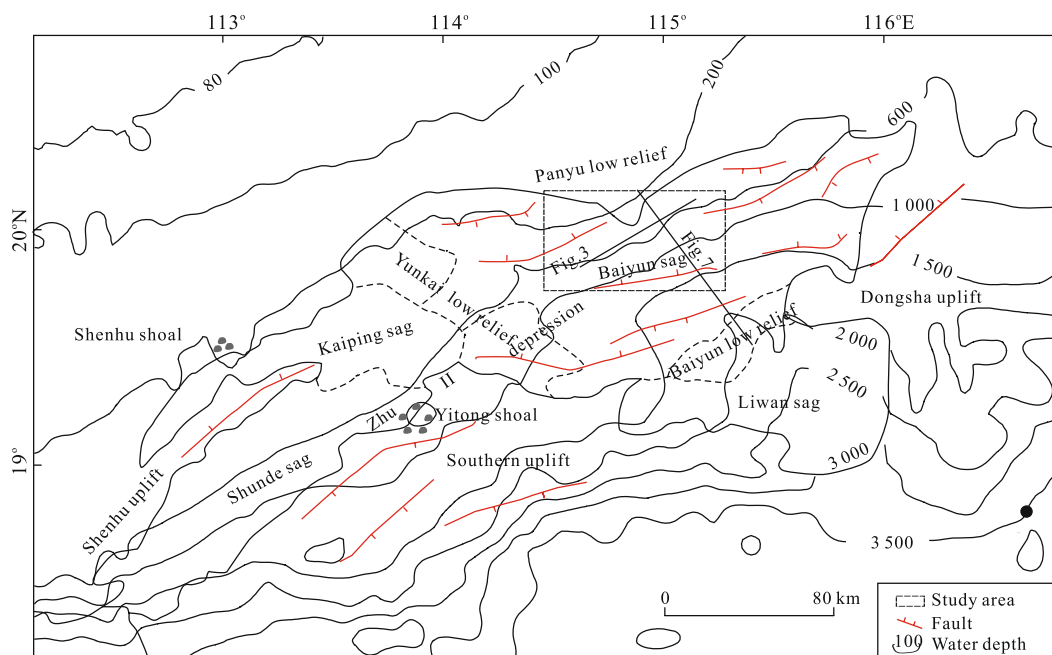 113°
114°
115°
116°E
80
100
200
600
Panyu low relief
1 000
20°N
Fig.3
Fig.7
Baiyun sag
Yunkai low relief
1 500
Dongsha uplift
depression
Baiyun low relief
Shenhu shoal
Kaiping sag
2 000
2 500
Zhu II
Yitong shoal
Liwan sag
3 000
19°
Shunde sag
Southern uplift
Shenhu uplift
3 500
0
80 km
Study area
Fault
100
Water depth